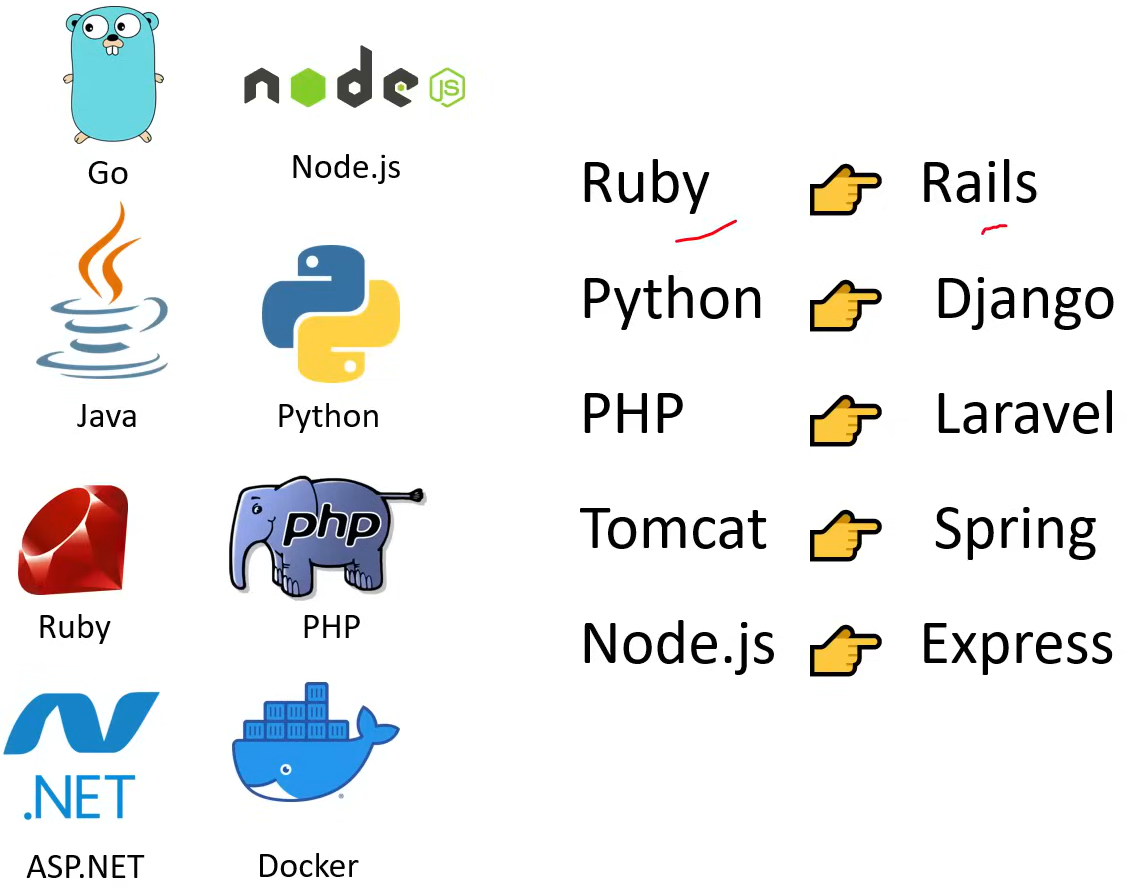 node JS
Go
Node.js
Java
Python
php
Ruby
PHP
.NET
ASP.NET
Docker
Ruby 👉 Rails
Python 👉 Django
PHP 👉 Laravel
Tomcat 👉 Spring
Node.js 👉 Express